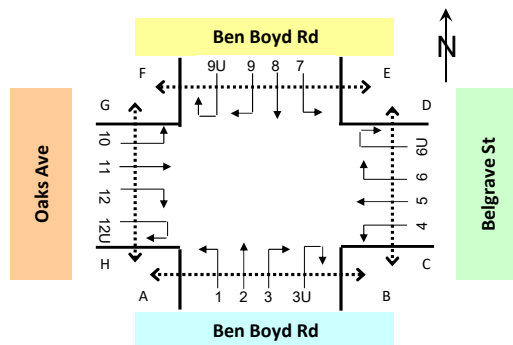 Ben Boyd Rd
N
F
9U 9 8 7
E
G
D
10
11
12
12U
Oaks Ave
6U
6
5
4
Belgrave St
H
C
A
1 2 3 3U
B
Ben Boyd Rd